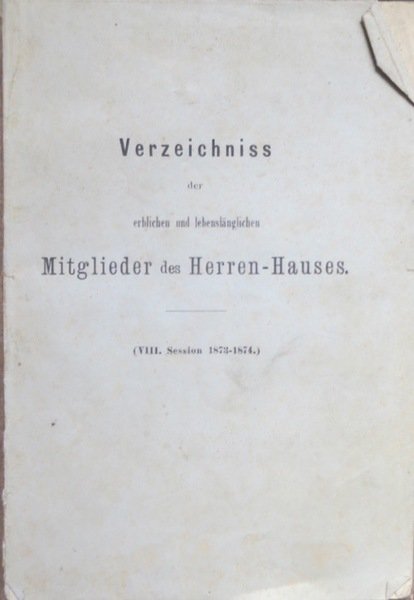 Verzeichniss
der
erblichen und lebenslänglichen
Mitglieder des Herren-Hauses.
(VIII. Session 1873-1874.)